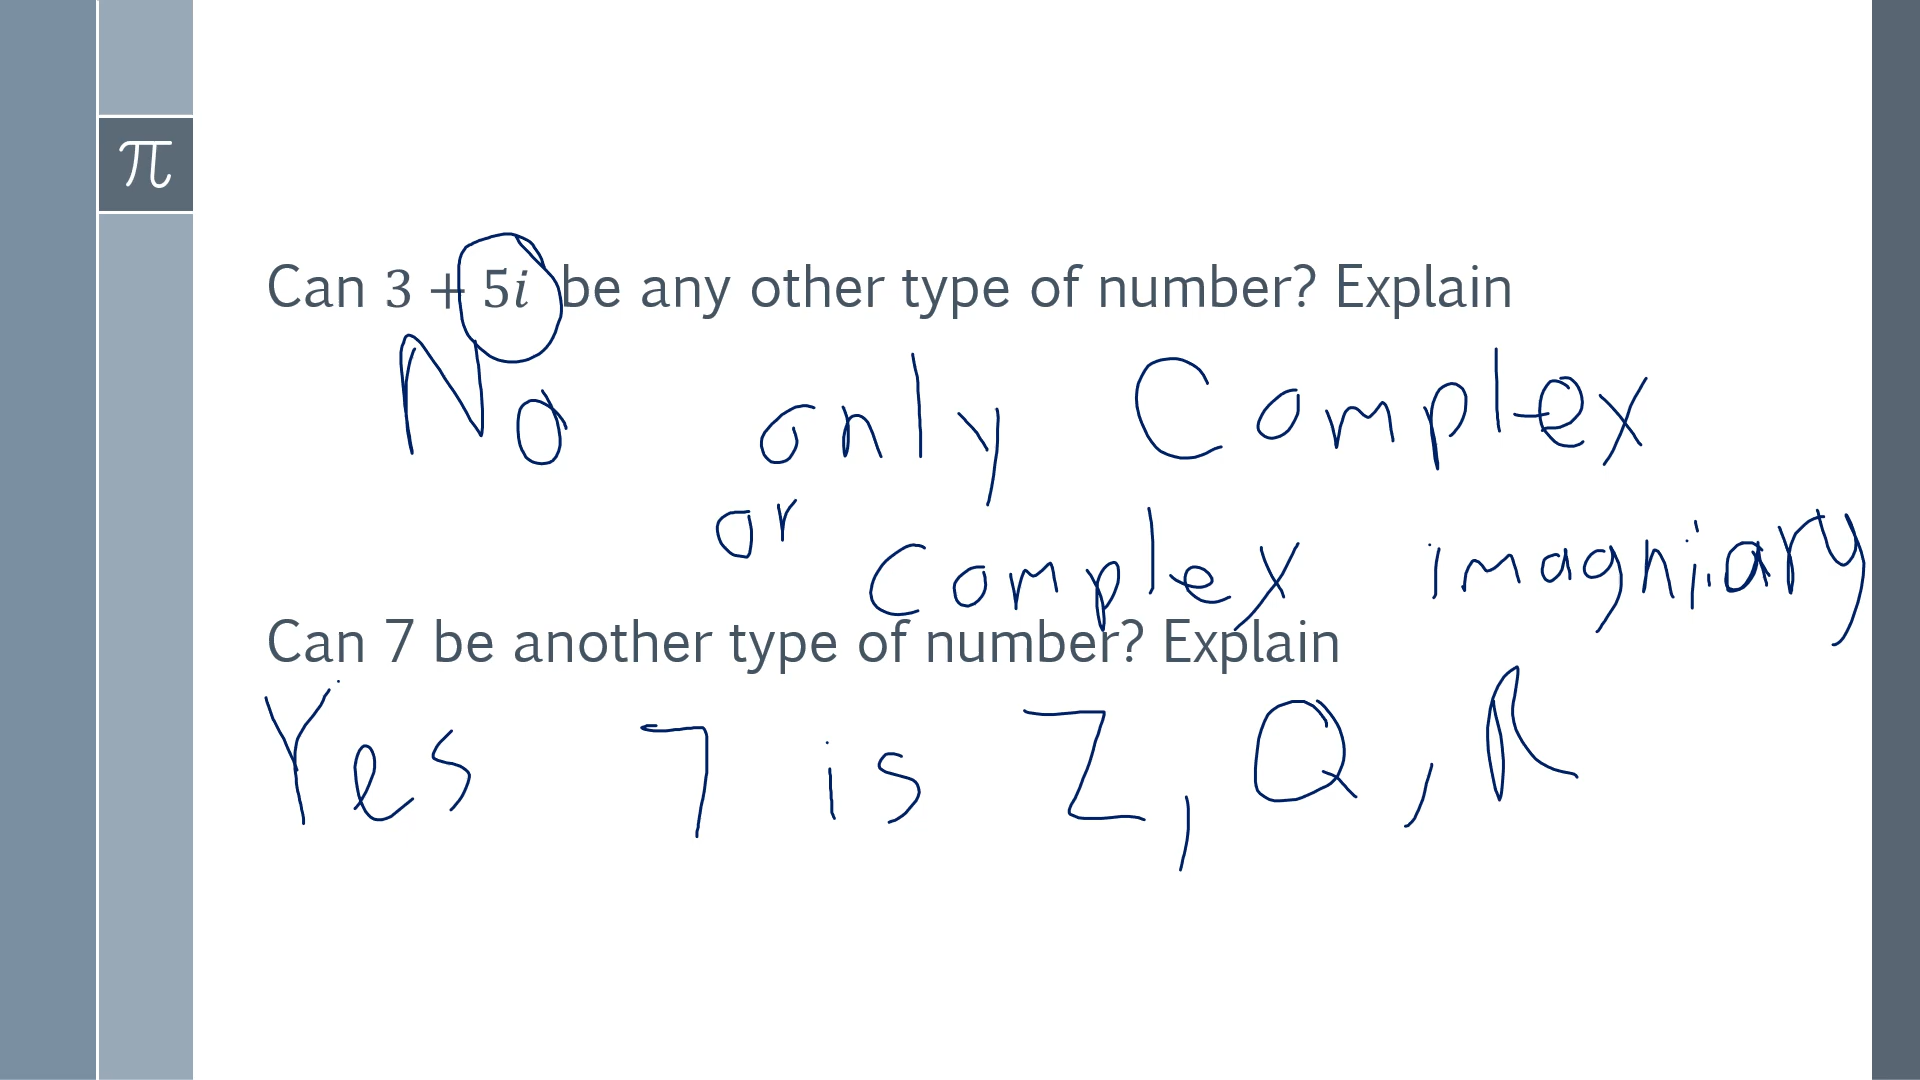 π
Can 3 + 5i be any other type of number? Explain
No only Complex
or Complex imagniary
Can 7 be another type of number? Explain
Yes 7 is Z, Q, R